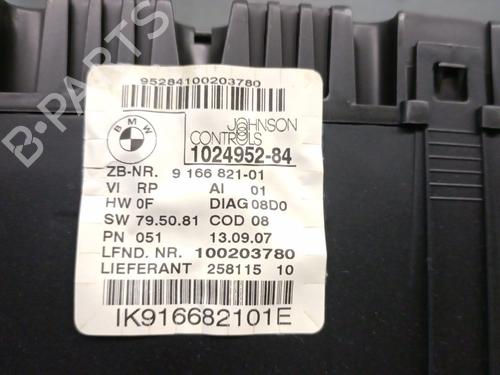 B-PARTS
95284100203780
BMW
JOHNSON
CONTROLS
1024952-84
ZB-NR. 9 166 821-01
VI RP AI 01
HW 0F DIAG 08D0
SW 79.50.81 COD 08
PN 051 13.09.07
LFND. NR. 100203780
LIEFERANT 258115 10
IK916682101E